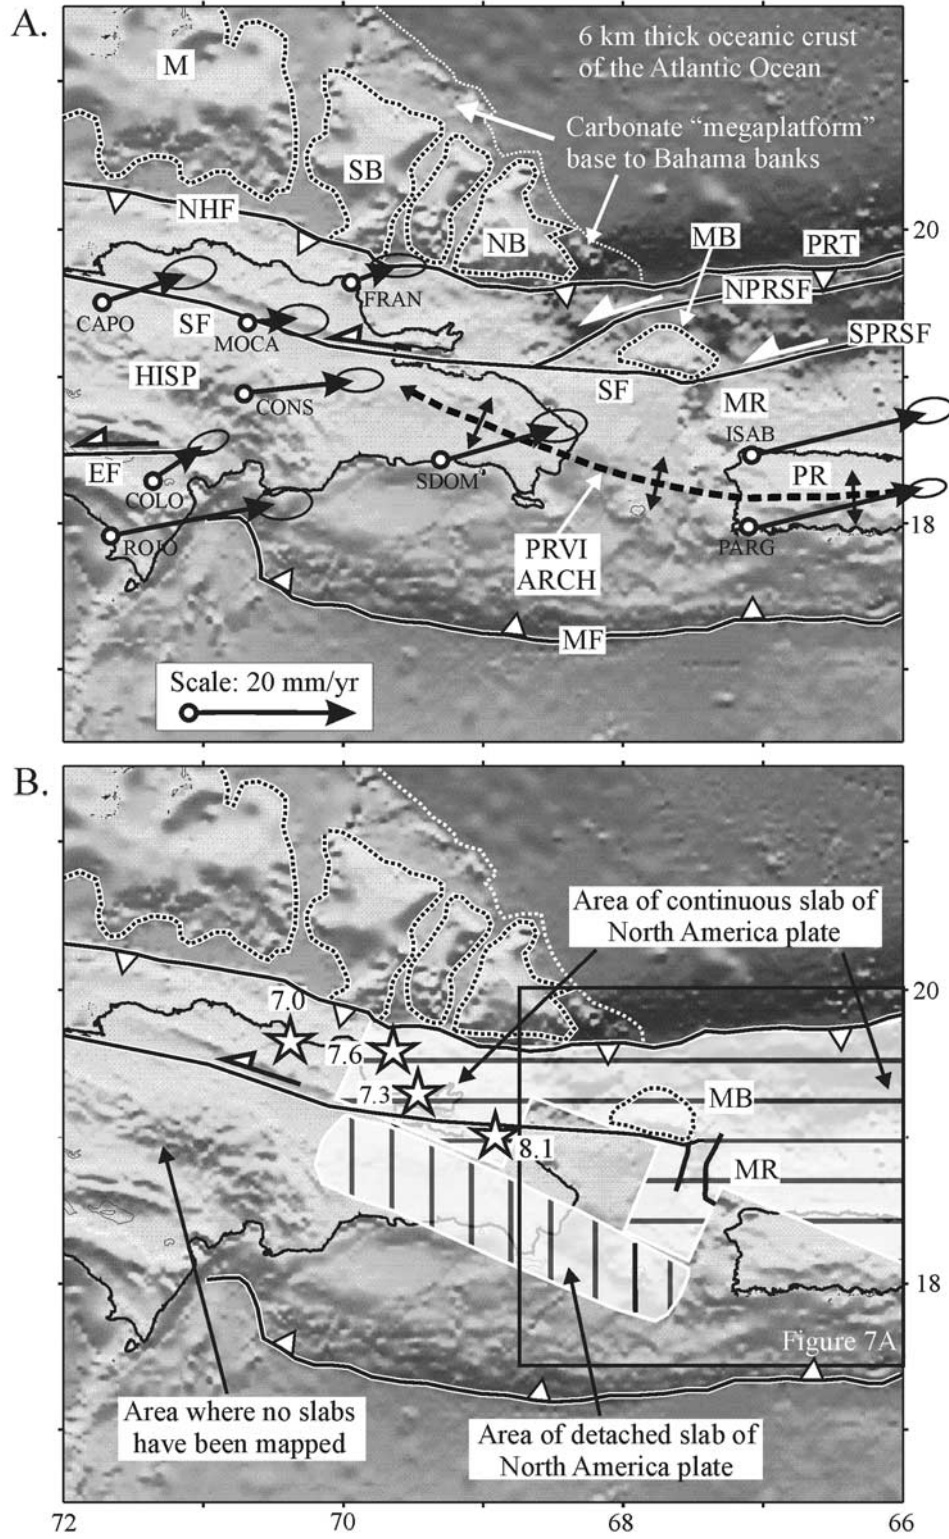 A.
6 km thick oceanic crust
of the Atlantic Ocean
M
Carbonate “megaplatform”
base to Bahama banks
SB
NHF
NB
MB
PRT
20
NPRSF
FRAN
CAPO
SF
MOCA
SPRSF
HISP
CONS
SF
MR
ISAB
EF
COLO
SDOM
PR
ROJO
PARG
18
PRVI
ARCH
MF
Scale: 20 mm/yr
B.
Area of continuous slab of
North America plate
20
7.0
7.6
7.3
MB
8.1
MR
18
Figure 7A
Area where no slabs
have been mapped
Area of detached slab of
North America plate
72
70
68
66